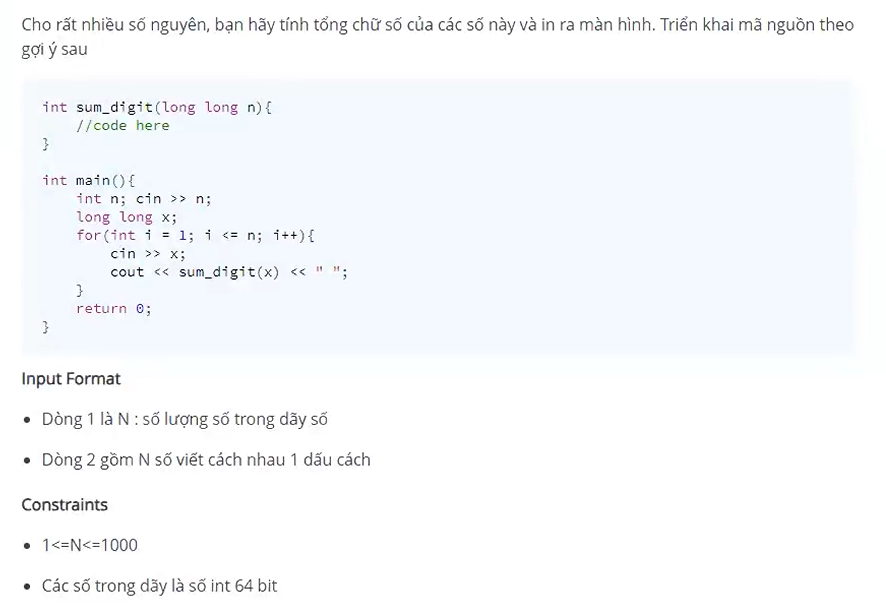 Cho rất nhiều số nguyên, bạn hãy tính tổng chữ số của các số này và in ra màn hình. Triển khai mã nguồn theo
gợi ý sau
int sum_digit(long long n){
    //code here
}
int main(){
    int n; cin >> n;
    long long x;
    for(int i = 1; i <= n; i++){
        cin >> x;
        cout << sum_digit(x) << " ";
    }
    return 0;
}
Input Format
• Dòng 1 là N : số lượng số trong dãy số
• Dòng 2 gồm N số viết cách nhau 1 dấu cách
Constraints
• 1<=N<=1000
• Các số trong dãy là số int 64 bit